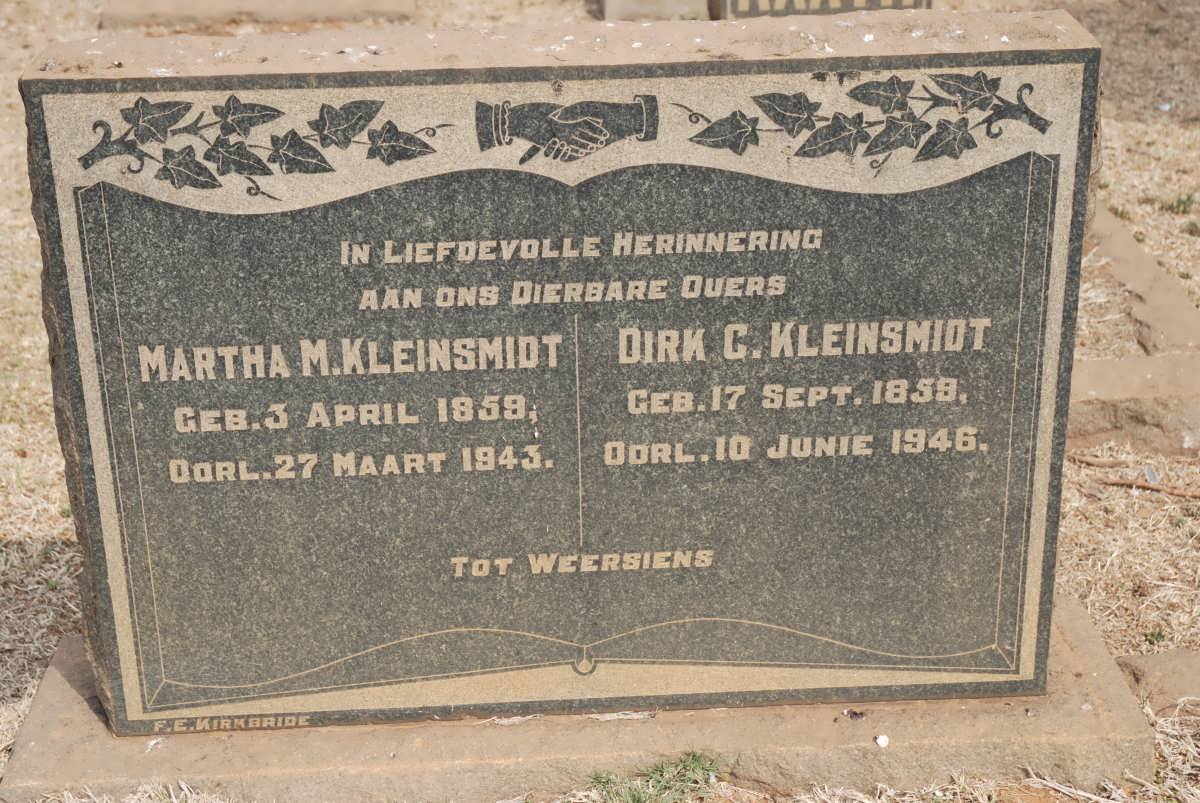 In Liefdevolle Herinnering
aan ons Dierbare Ouers
Martha M. Kleinsmidt
Geb. 3 April 1859,
Oorl. 27 Maart 1943.
Dirk C. Kleinsmidt
Geb. 17 Sept. 1859,
Oorl. 10 Junie 1946.
Tot Weersiens
F.E. Kirkbride